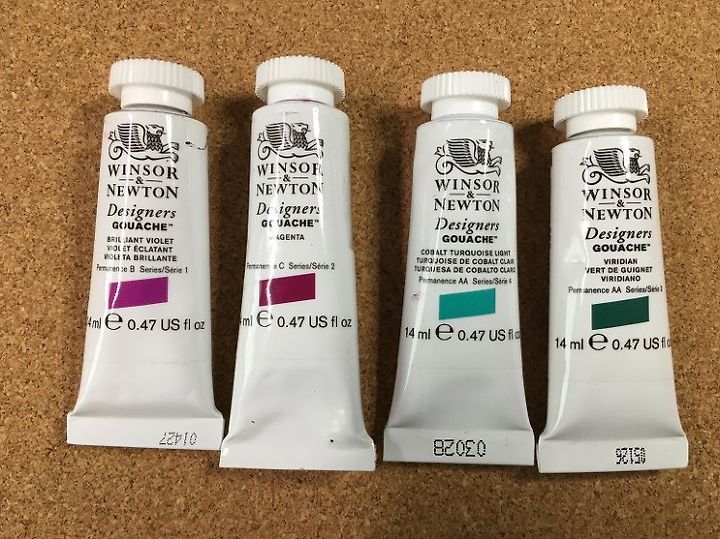 WINSOR
&
NEWTON
Designers
GOUACHE™
BRILLIANT VIOLET
VIOLET ÉCLATANT
VIOLETA BRILLANTE
Permanence B Series/Série 1
4ml e 0.47 US fl oz
01427
WINSOR
&
NEWTON
Designers
GOUACHE™
MAGENTA
Permanence C Series/Série 2
4ml e 0.47 US fl oz
WINSOR
&
NEWTON
Designers
GOUACHE™
COBALT TURQUOISE LIGHT
TURQUOISE DE COBALT CLAIR
TURQUESA DE COBALTO CLARO
Permanence AA Series/Série 4
14 ml e 0.47 US fl oz
03028
WINSOR
&
NEWTON
Designers
GOUACHE™
VIRIDIAN
VERT DE GUIGNET
VIRIDIANO
Permanence AA Series/Série 3
14 ml e 0.47 US fl oz
05126